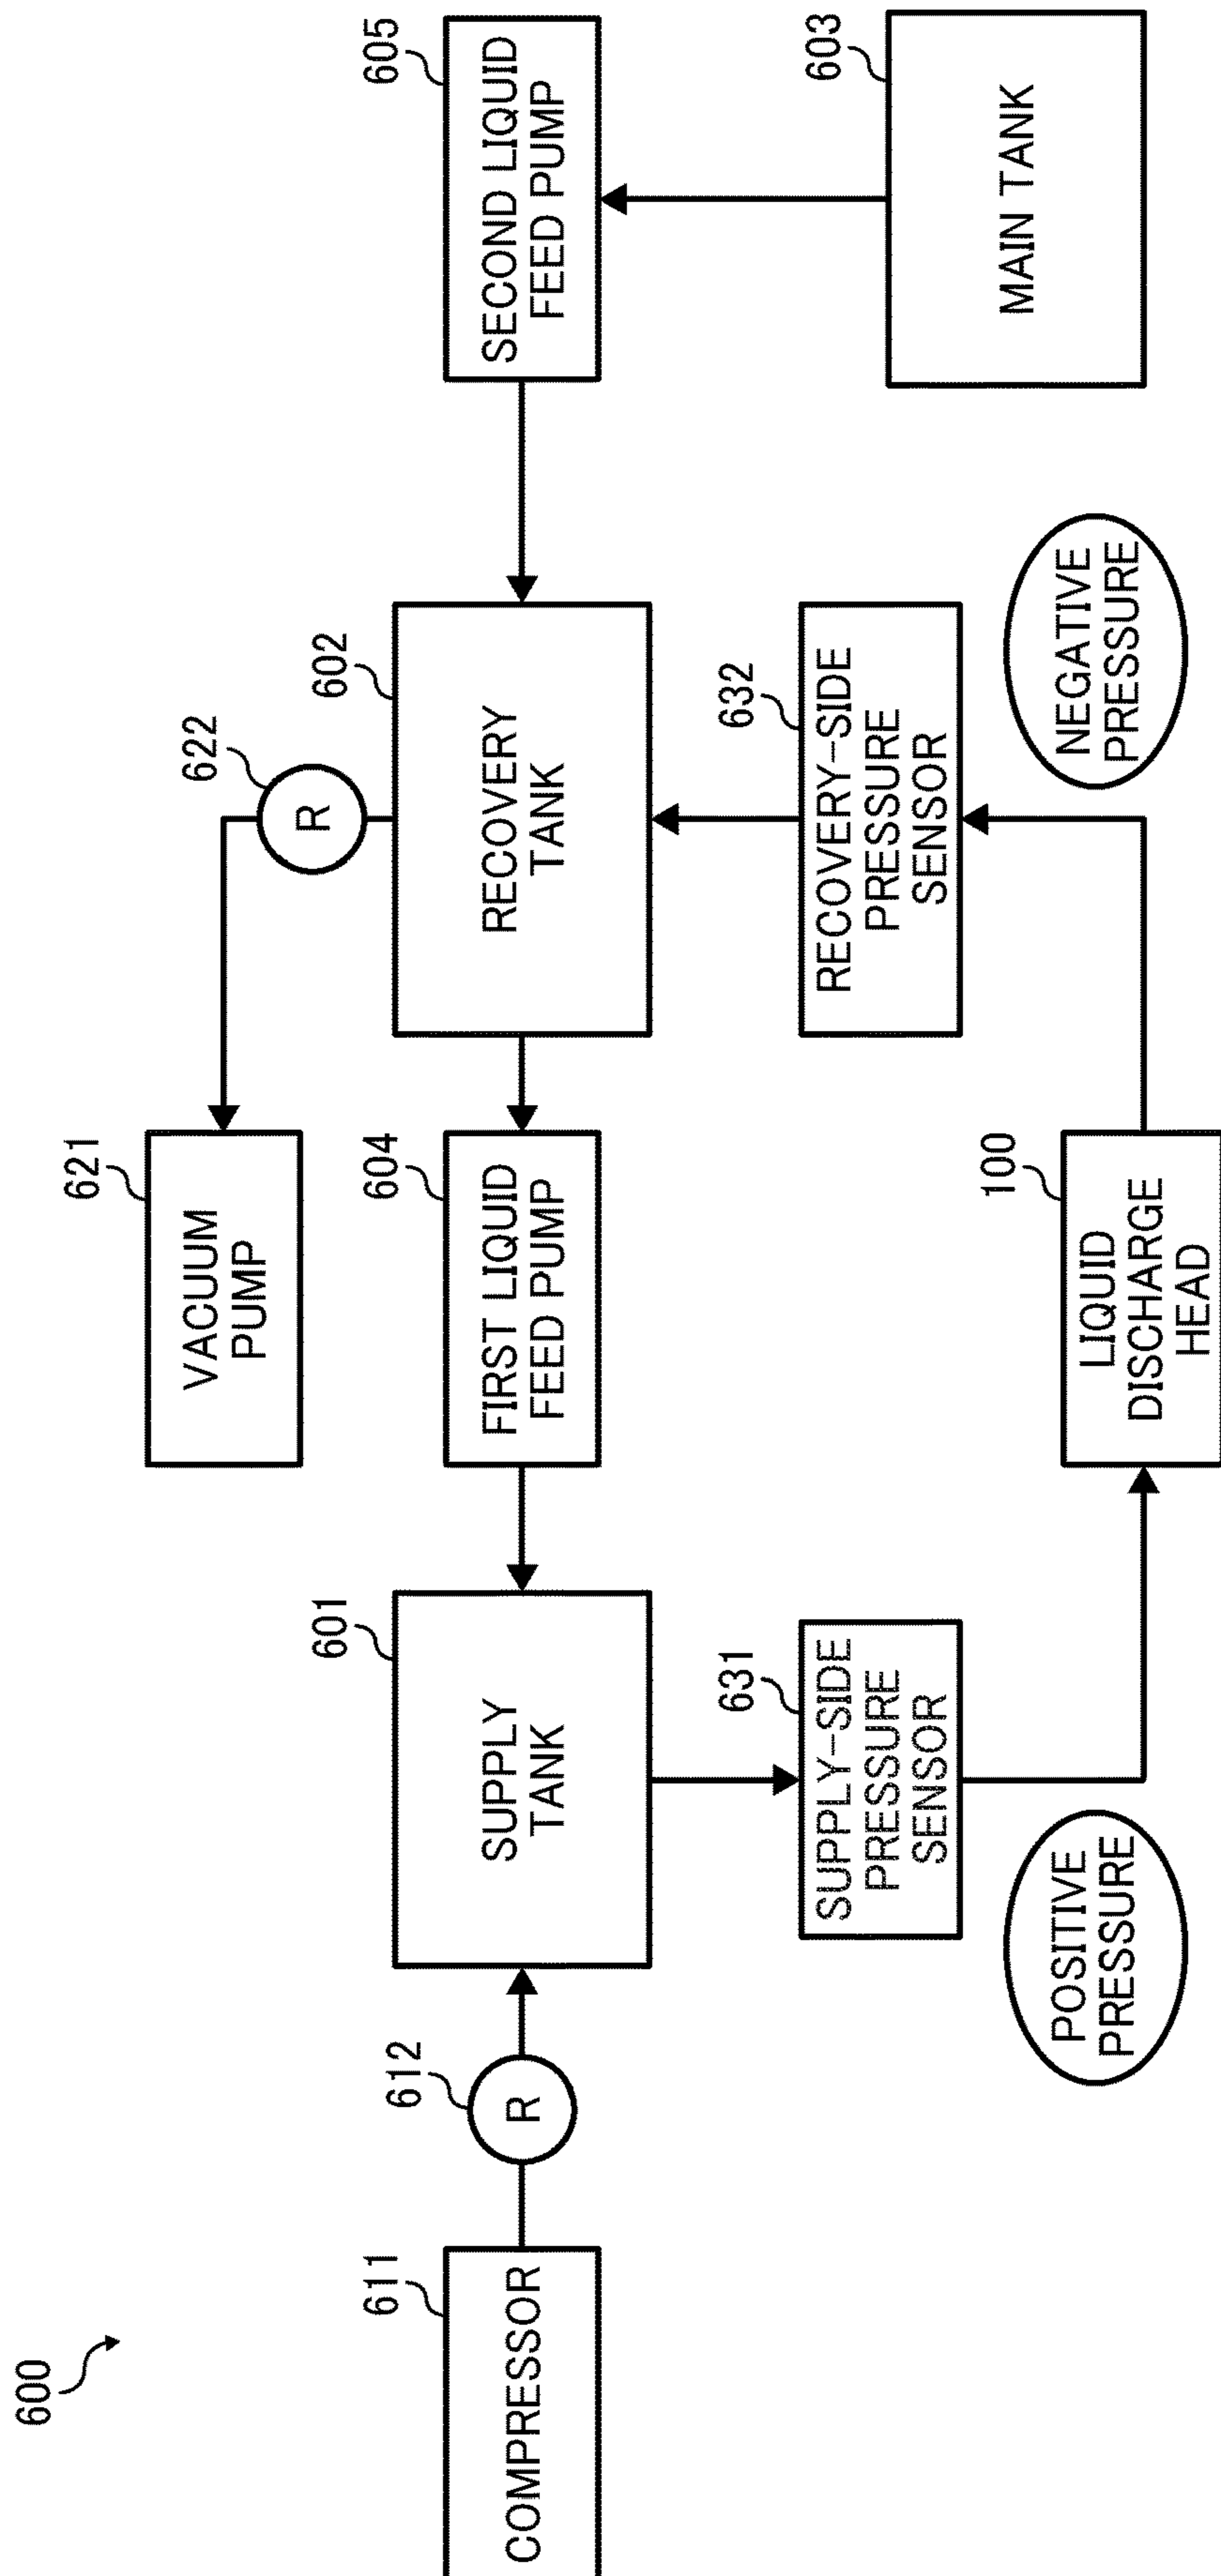 600
621
VACUUM
PUMP
622
R
611
COMPRESSOR
612
R
601
SUPPLY
TANK
604
FIRST LIQUID
FEED PUMP
602
RECOVERY
TANK
605
SECOND LIQUID
FEED PUMP
631
SUPPLY-SIDE
PRESSURE
SENSOR
632
RECOVERY-SIDE
PRESSURE
SENSOR
603
MAIN TANK
POSITIVE
PRESSURE
100
LIQUID
DISCHARGE
HEAD
NEGATIVE
PRESSURE